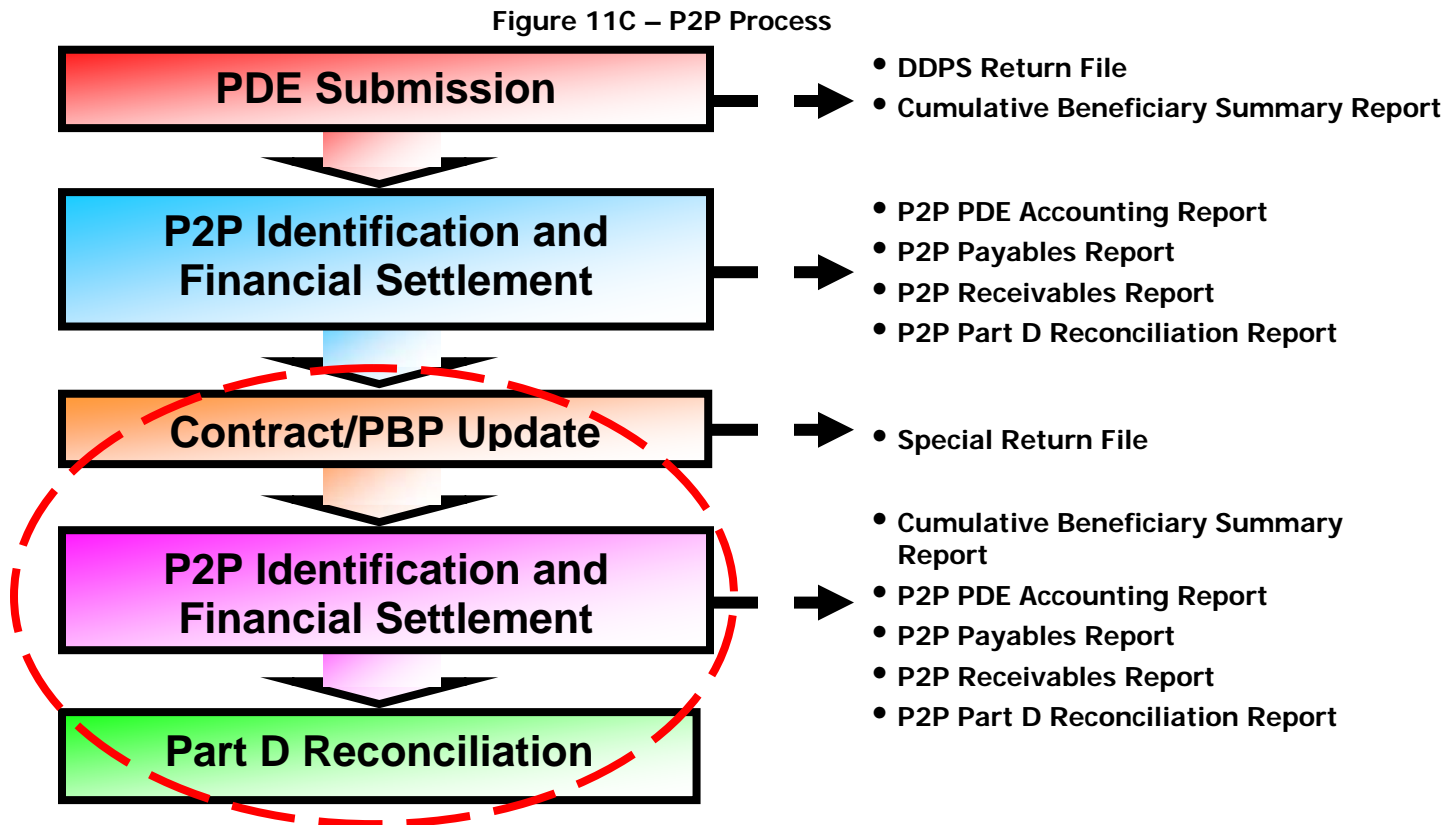 Figure 11C – P2P Process
PDE Submission
• DDPS Return File
• Cumulative Beneficiary Summary Report
P2P Identification and
Financial Settlement
• P2P PDE Accounting Report
• P2P Payables Report
• P2P Receivables Report
• P2P Part D Reconciliation Report
Contract/PBP Update
• Special Return File
P2P Identification and
Financial Settlement
• Cumulative Beneficiary Summary
Report
• P2P PDE Accounting Report
• P2P Payables Report
• P2P Receivables Report
• P2P Part D Reconciliation Report
Part D Reconciliation